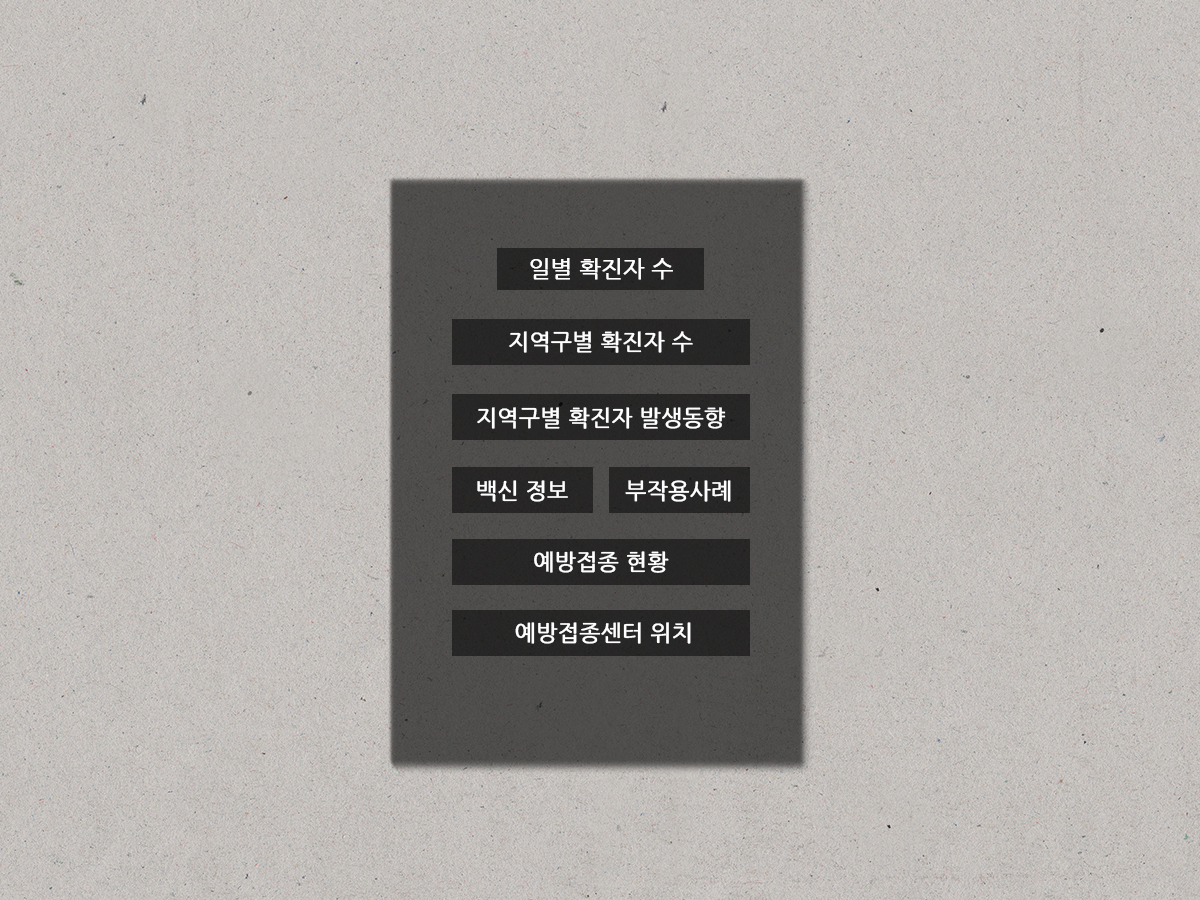 일별 확진자 수
지역구별 확진자 수
지역구별 확진자 발생동향
백신 정보 부작용사례
예방접종 현황
예방접종센터 위치